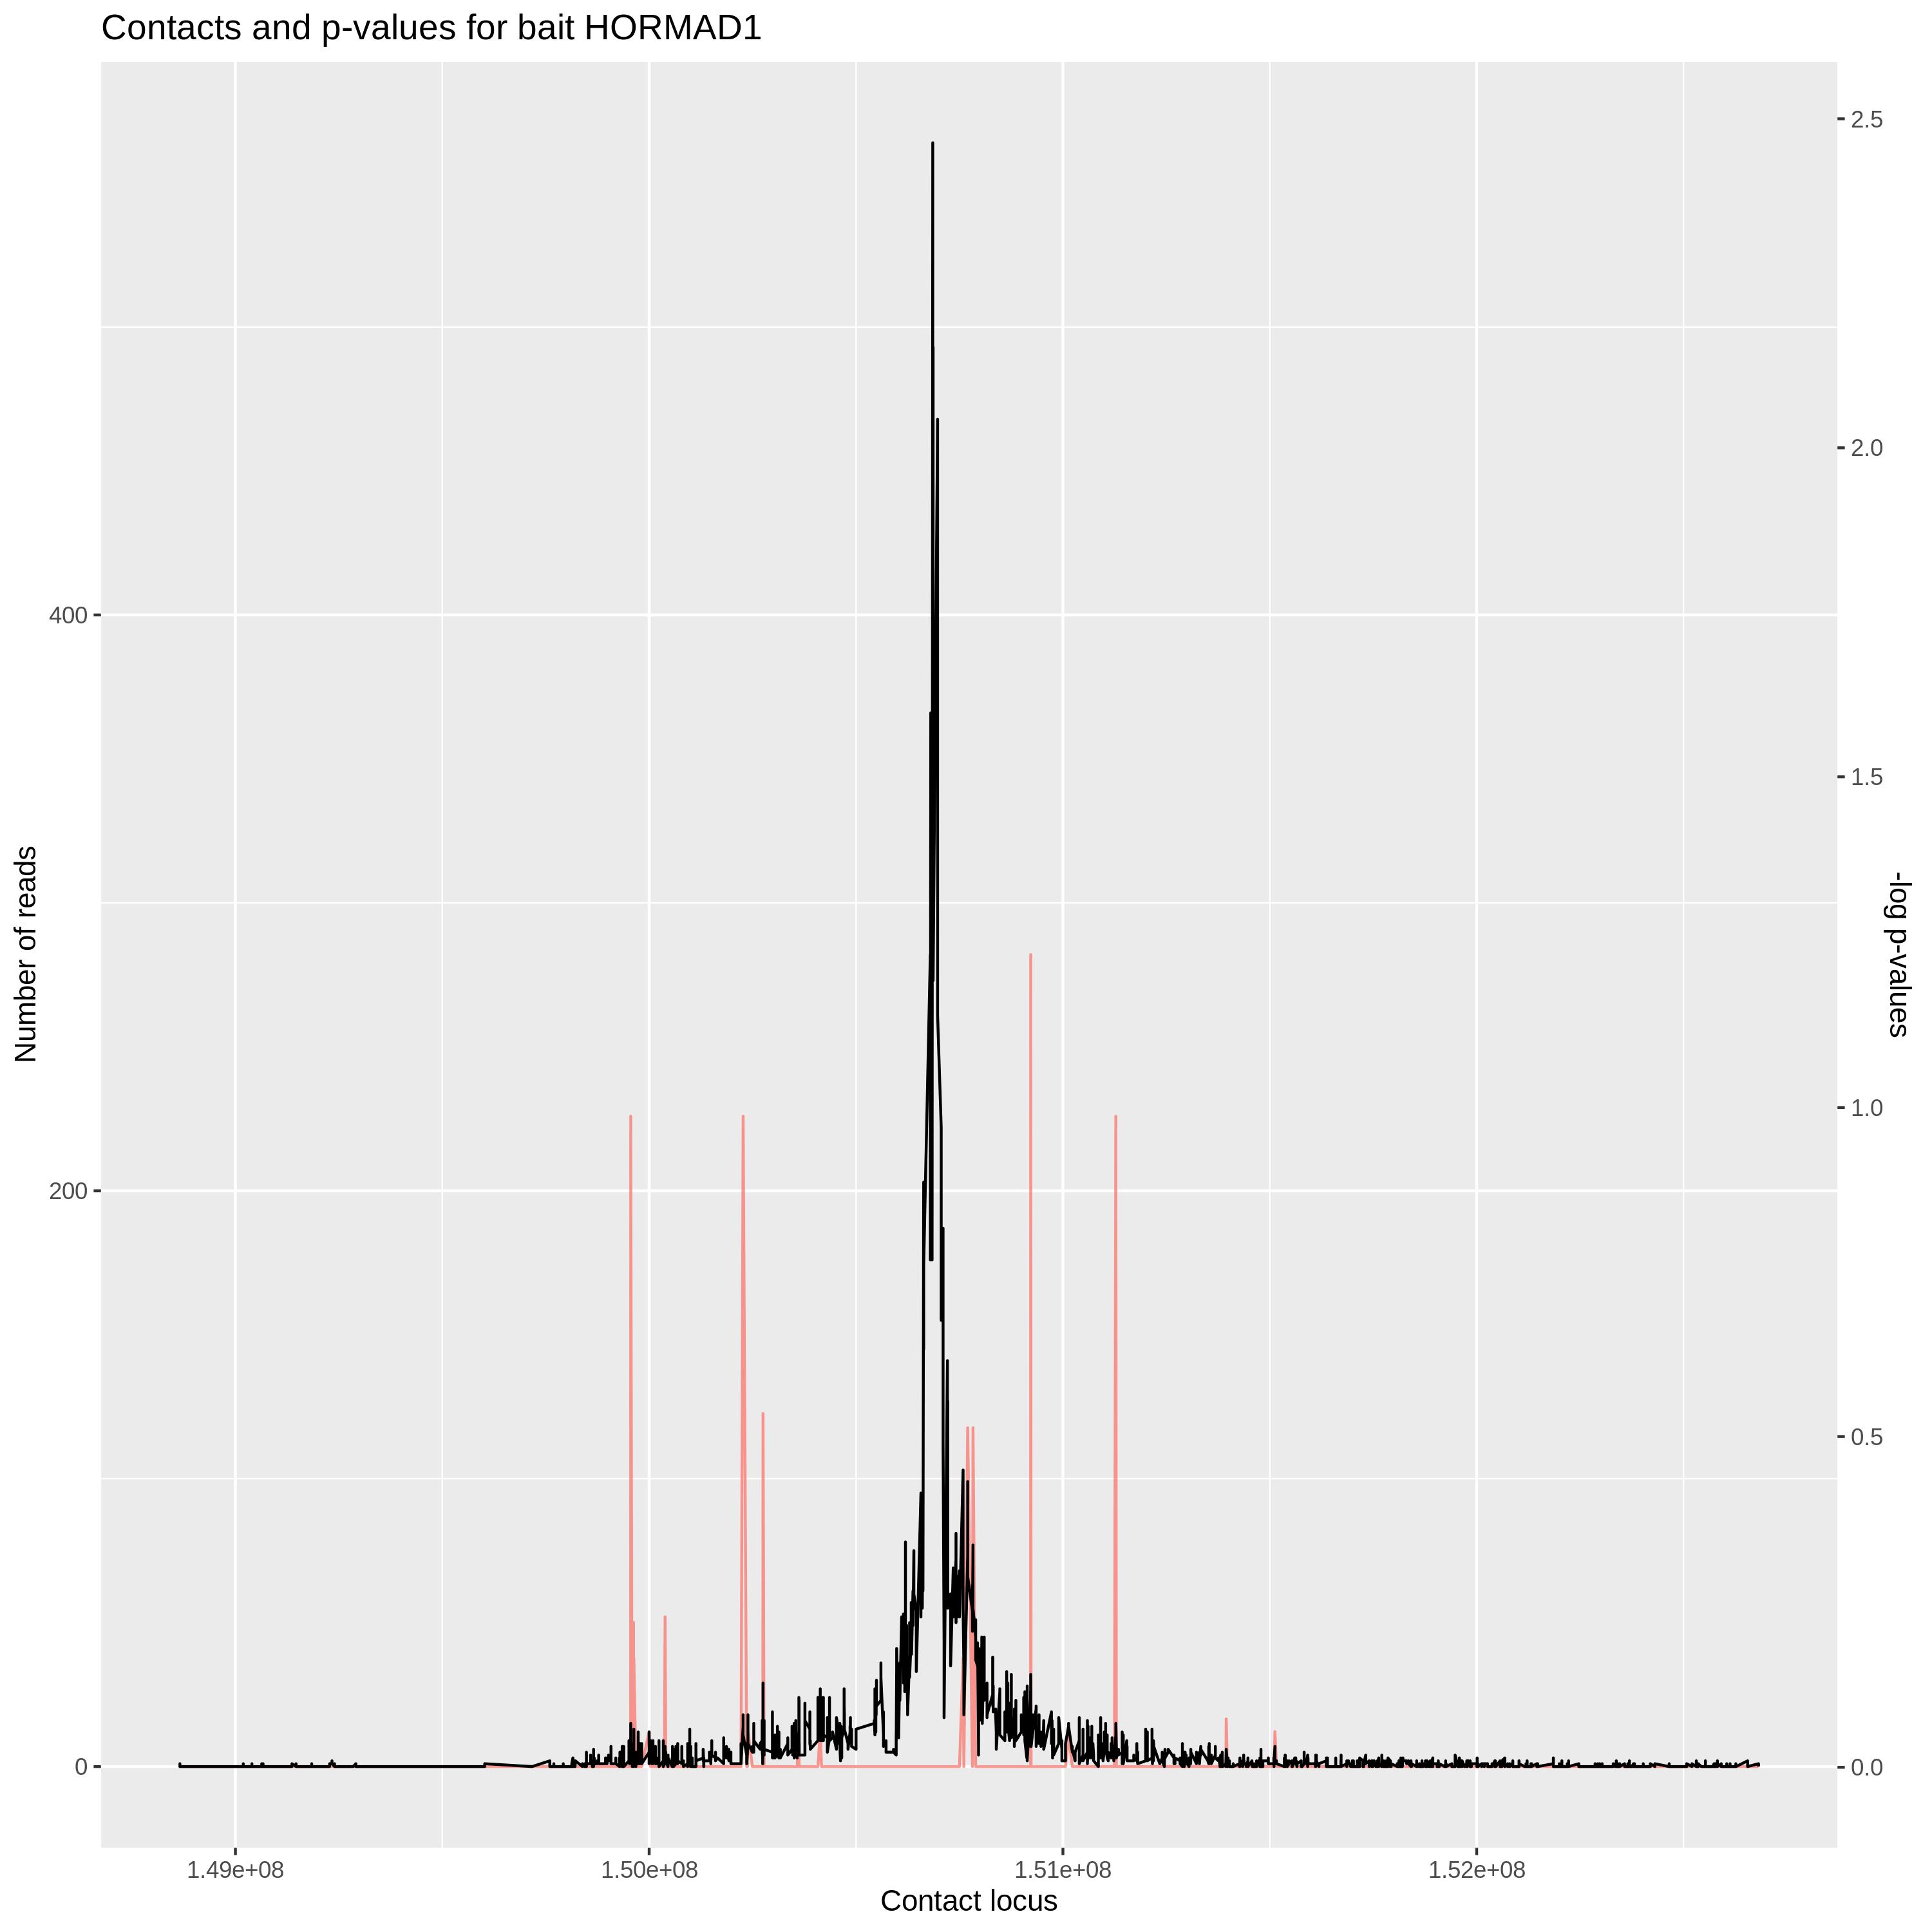 Contacts and p-values for bait HORMAD1
Number of reads
400
200
0
2.5
2.0
1.5
1.0
0.5
0.0
-log p-values
1.49e+08
1.50e+08
1.51e+08
1.52e+08
Contact locus